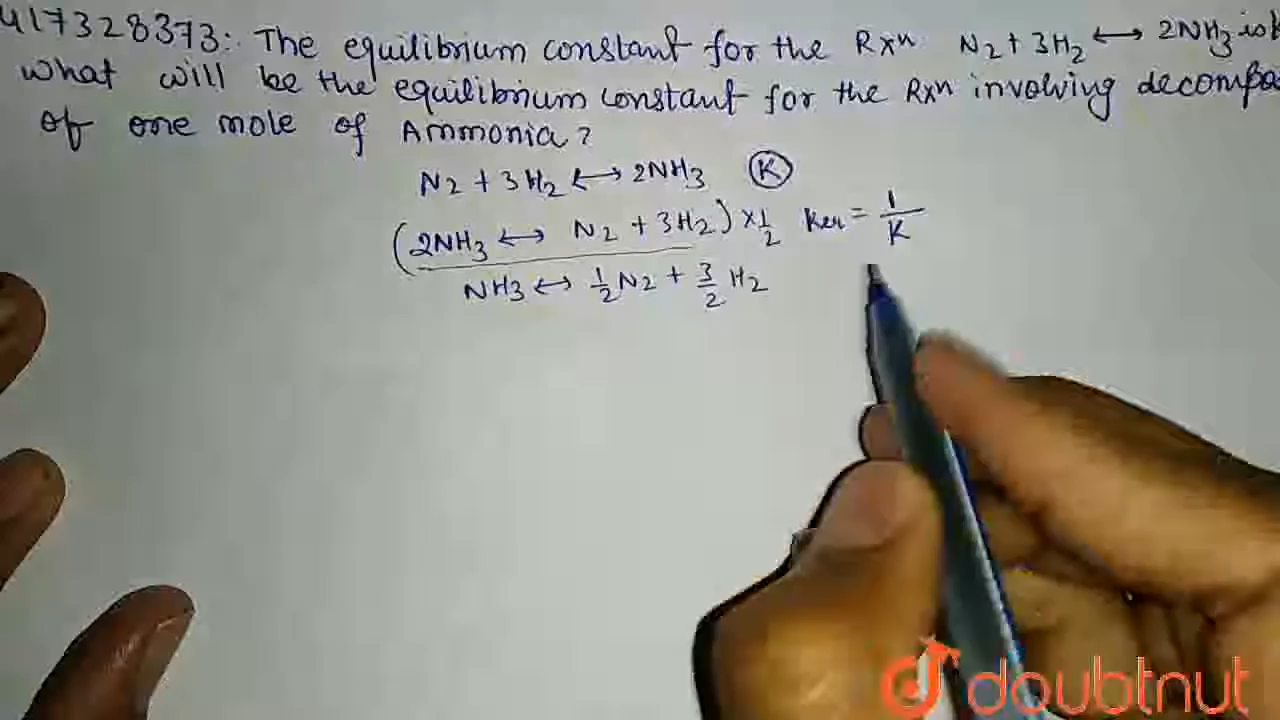 417328373:. The equilibrium constant for the Rxⁿ. N2 + 3H2 ⟷ 2NH3 is k
What will be the equilibrium constant for the Rxⁿ involving decompo
of one mole of Ammonia?
N2 + 3H2 ⟷ 2NH3 K
(2NH3 ⟷ N2 + 3H2) × 1/2
NH3 ⟷ 1/2 N2 + 3/2 H2
= 1/K
doubtnut